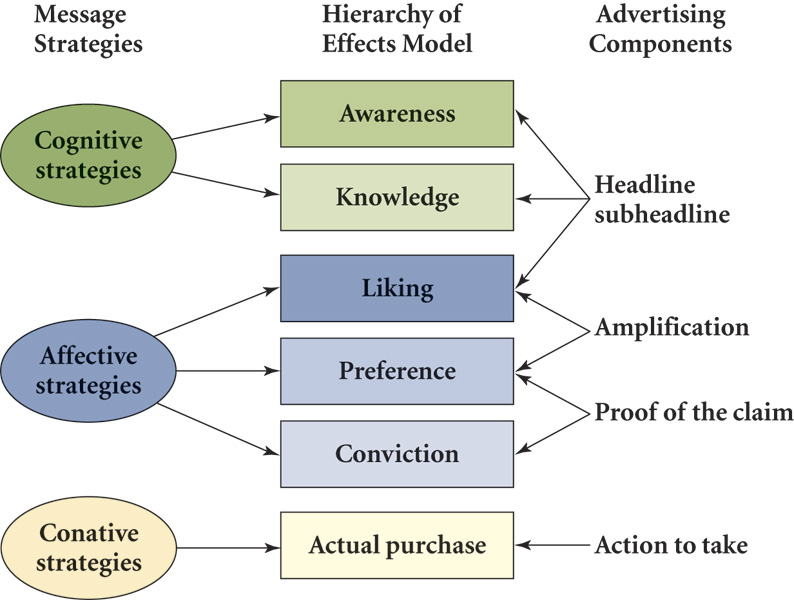 Message
Strategies
Hierarchy of
Effects Model
Advertising
Components
Cognitive
strategies
Awareness
Knowledge
Headline
subheadline
Affective
strategies
Liking
Preference
Conviction
Amplification
Proof of the claim
Conative
strategies
Actual purchase
Action to take